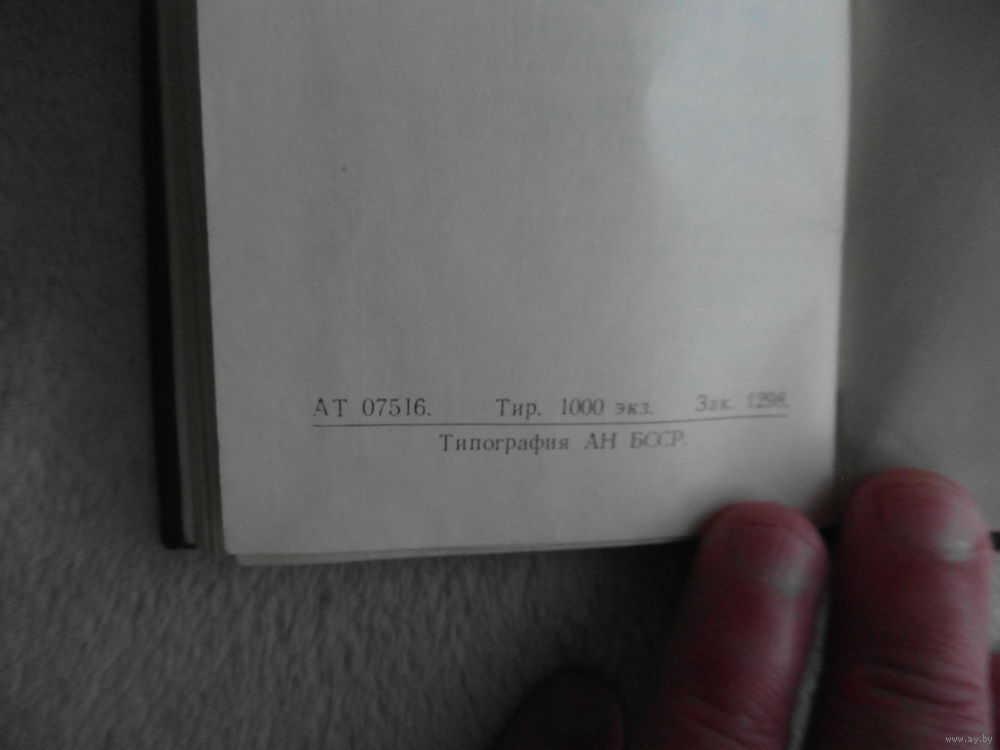 АТ 07516. Тир. 1000 экз. Зак. 1298.
Типография АН БССР.
www.ay.by